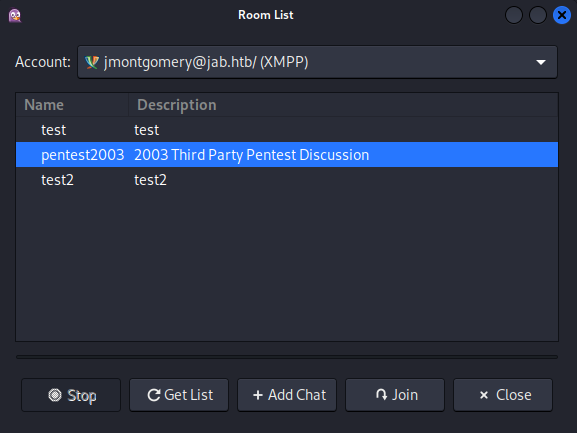 Room List
Account: jmontgomery@jab.htb/ (XMPP)
Name Description
test test
pentest2003 2003 Third Party Pentest Discussion
test2 test2
Stop Get List Add Chat Join Close